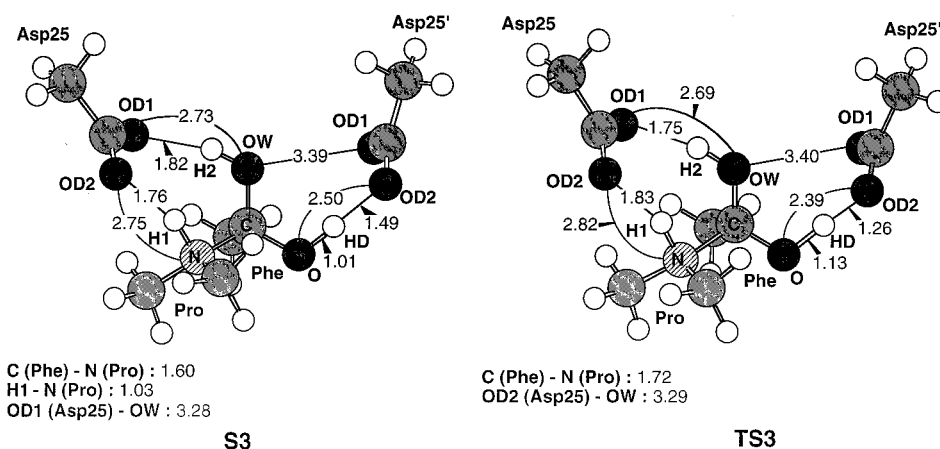 Asp25
Asp25'
OD1
2.73
OW
OD1
1.82
H2
3.39
OD2
1.76
2.50
OD2
2.75
C
1.49
H1
HD
N
1.01
Phe
O
Pro
C (Phe) - N (Pro) : 1.60
H1 - N (Pro) : 1.03
OD1 (Asp25) - OW : 3.28
S3
Asp25
Asp25'
OD1
2.69
1.75
OD1
H2
3.40
OD2
OW
1.83
2.39
OD2
2.82
H1
C
1.26
HD
N
1.13
Phe
O
Pro
C (Phe) - N (Pro) : 1.72
OD2 (Asp25) - OW : 3.29
TS3